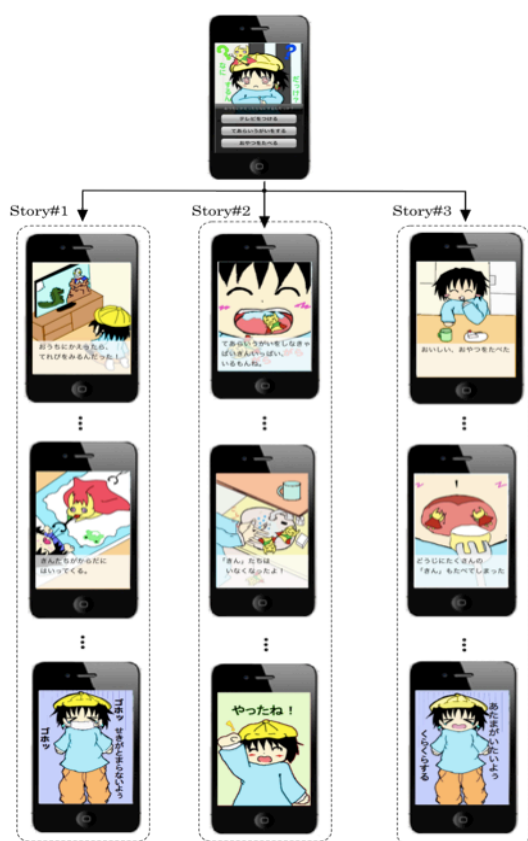 テレビをつける
てあらいうがいをする
おやつをたべる
Story#1
Story#2
Story#3
おうちにかえったら、
てれびをみるんだった！
てあらいうがいをしなきゃ
ばいきんいっぱい、
いるもんね。
おいしい、おやつをたべた
きんたちがからだに
はいってくる。
「きん」たちは
いなくなったよ！
！
どうじにたくさんの
「きん」もたべてしまった
ゴホッ
せきがとまらないよぅ
ゴホッ
やったね！
あたまがいたいよぅ
くらくらする